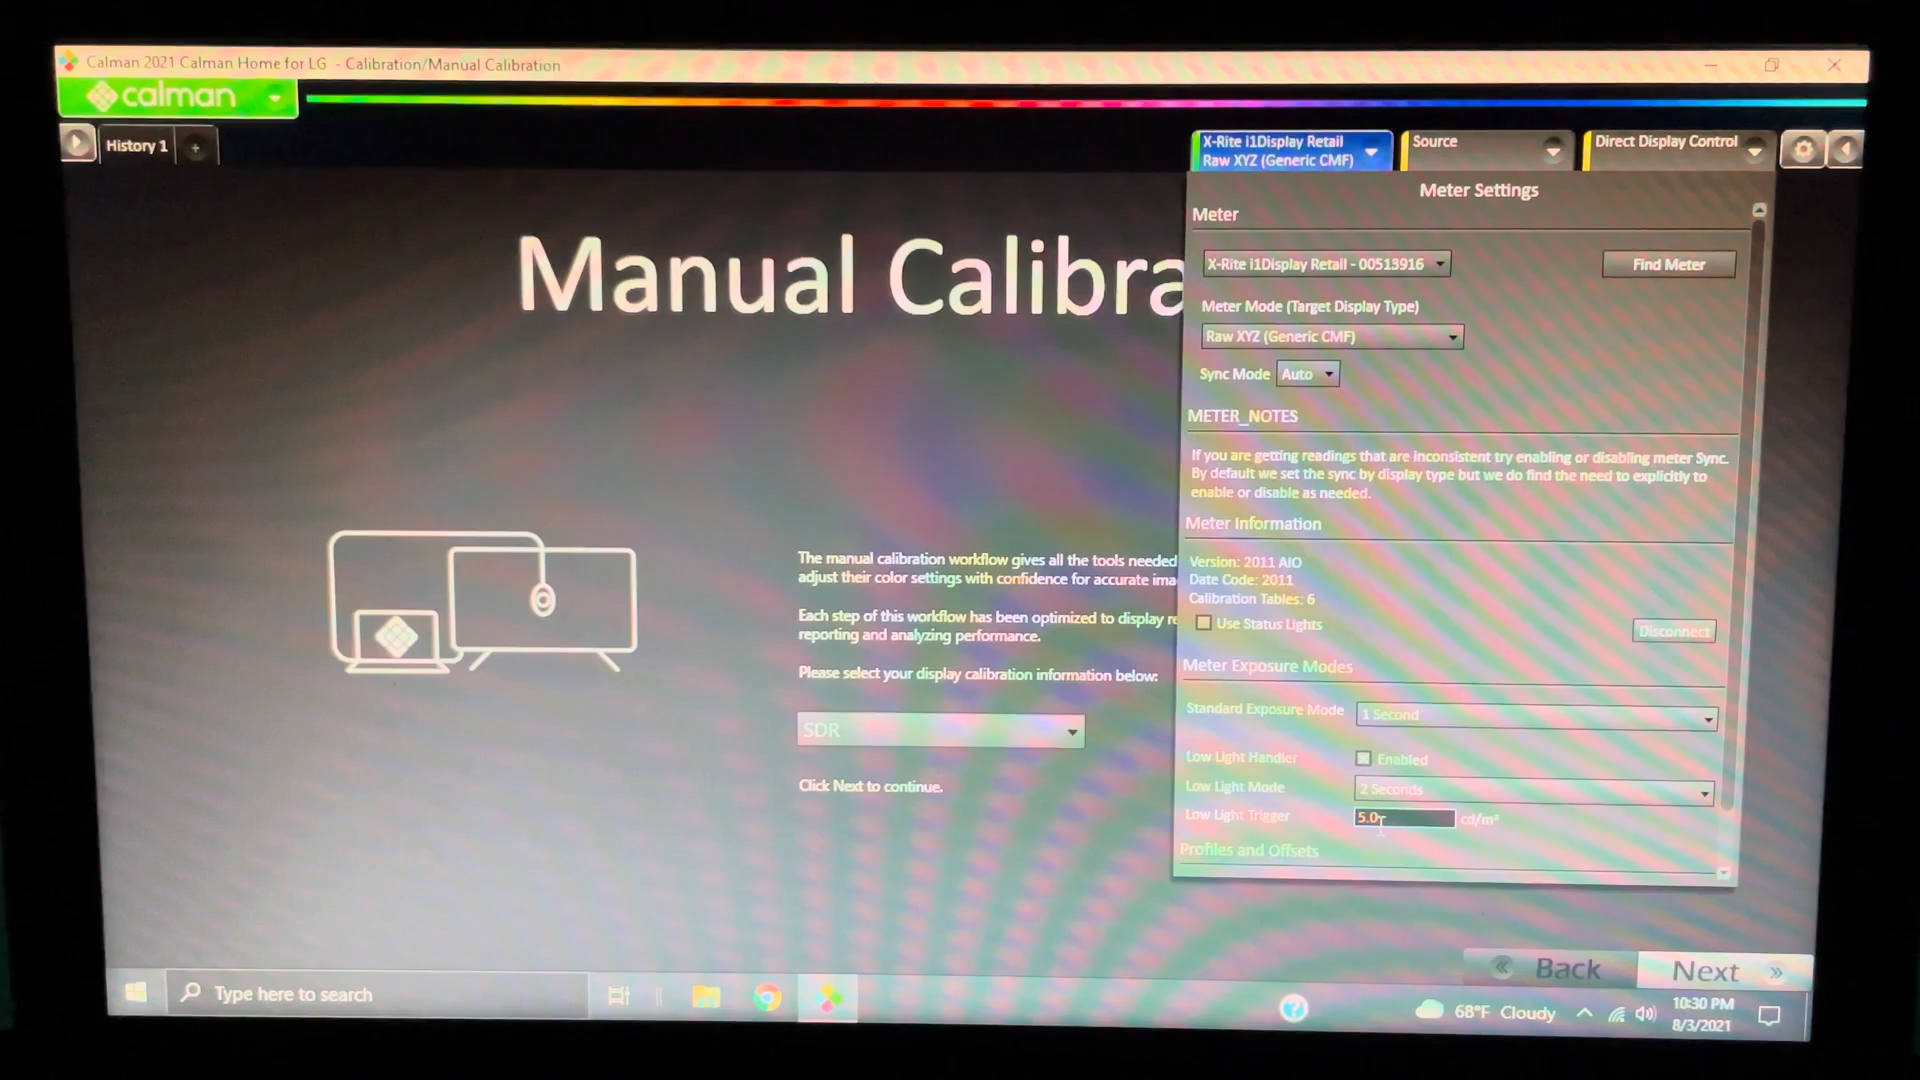 Calman 2021 Calman Home for LG - Calibration/Manual Calibration
calman
History 1
+
X-Rite i1Display Retail
Raw XYZ (Generic CMF)
Source
Direct Display Control
Meter Settings
Meter
X-Rite i1Display Retail - 00513916
Find Meter
Meter Mode (Target Display Type)
Raw XYZ (Generic CMF)
Sync Mode Auto
METER_NOTES
If you are getting readings that are inconsistent try enabling or disabling meter Sync.
By default we set the sync by display type but we do find the need to explicitly to
enable or disable as needed.
Meter Information
Version: 2011 AIO
Date Code: 2011
Calibration Tables: 6
Use Status Lights
Disconnect
Meter Exposure Modes
Standard Exposure Mode 1 Second
Low Light Handler Enabled
Low Light Mode 2 Seconds
Low Light Trigger 5.0 cd/m²
Profiles and Offsets
Manual Calibra
The manual calibration workflow gives all the tools needed
adjust their color settings with confidence for accurate ima
Each step of this workflow has been optimized to display re
reporting and analyzing performance.
Please select your display calibration information below:
SDR
Click Next to continue.
Back
Next
Type here to search
68°F Cloudy
10:30 PM
8/3/2021